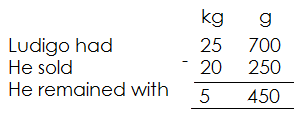 kg g
Ludigo had 25 700
He sold - 20 250
He remained with 5 450